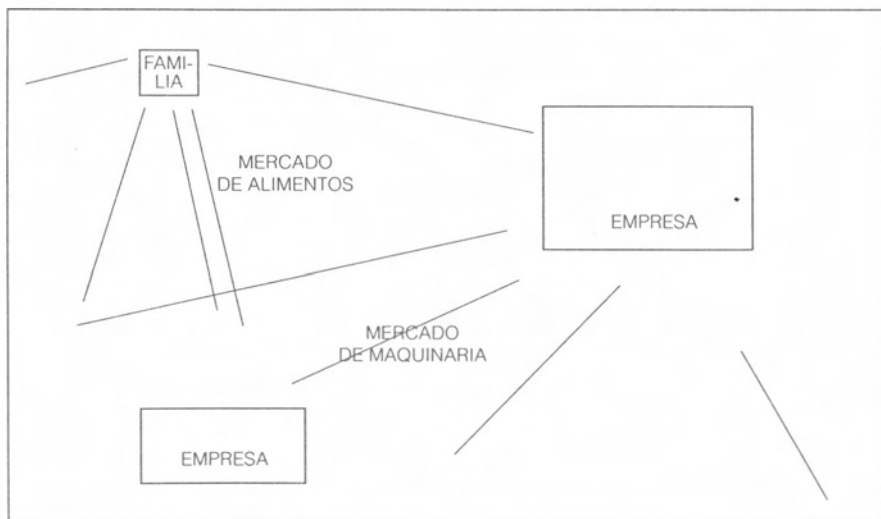 FAMI-
LIA
MERCADO
DE ALIMENTOS
EMPRESA
MERCADO
DE MAQUINARIA
EMPRESA